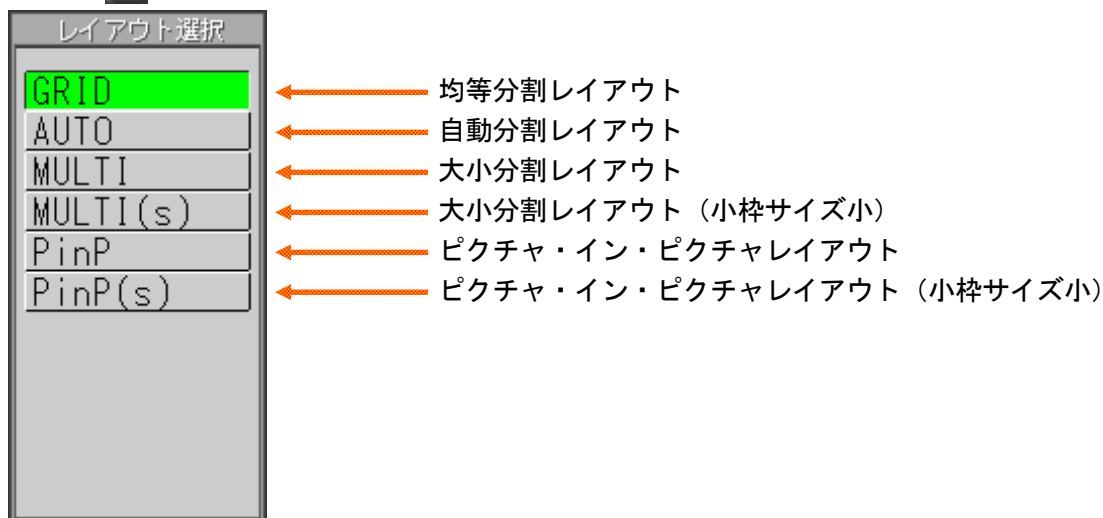 レイアウト選択
GRID 均等分割レイアウト
AUTO 自動分割レイアウト
MULTI 大小分割レイアウト
MULTI(s) 大小分割レイアウト（小枠サイズ小）
PinP ピクチャ・イン・ピクチャレイアウト
PinP(s) ピクチャ・イン・ピクチャレイアウト（小枠サイズ小）